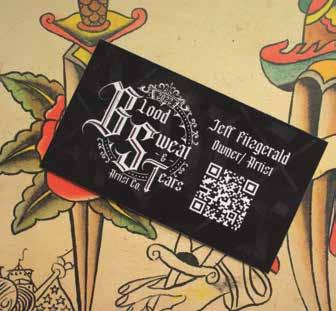 Blood
Sweat
&
Tears
Artist Co.
Jeff Fitzgerald
Owner/Artist